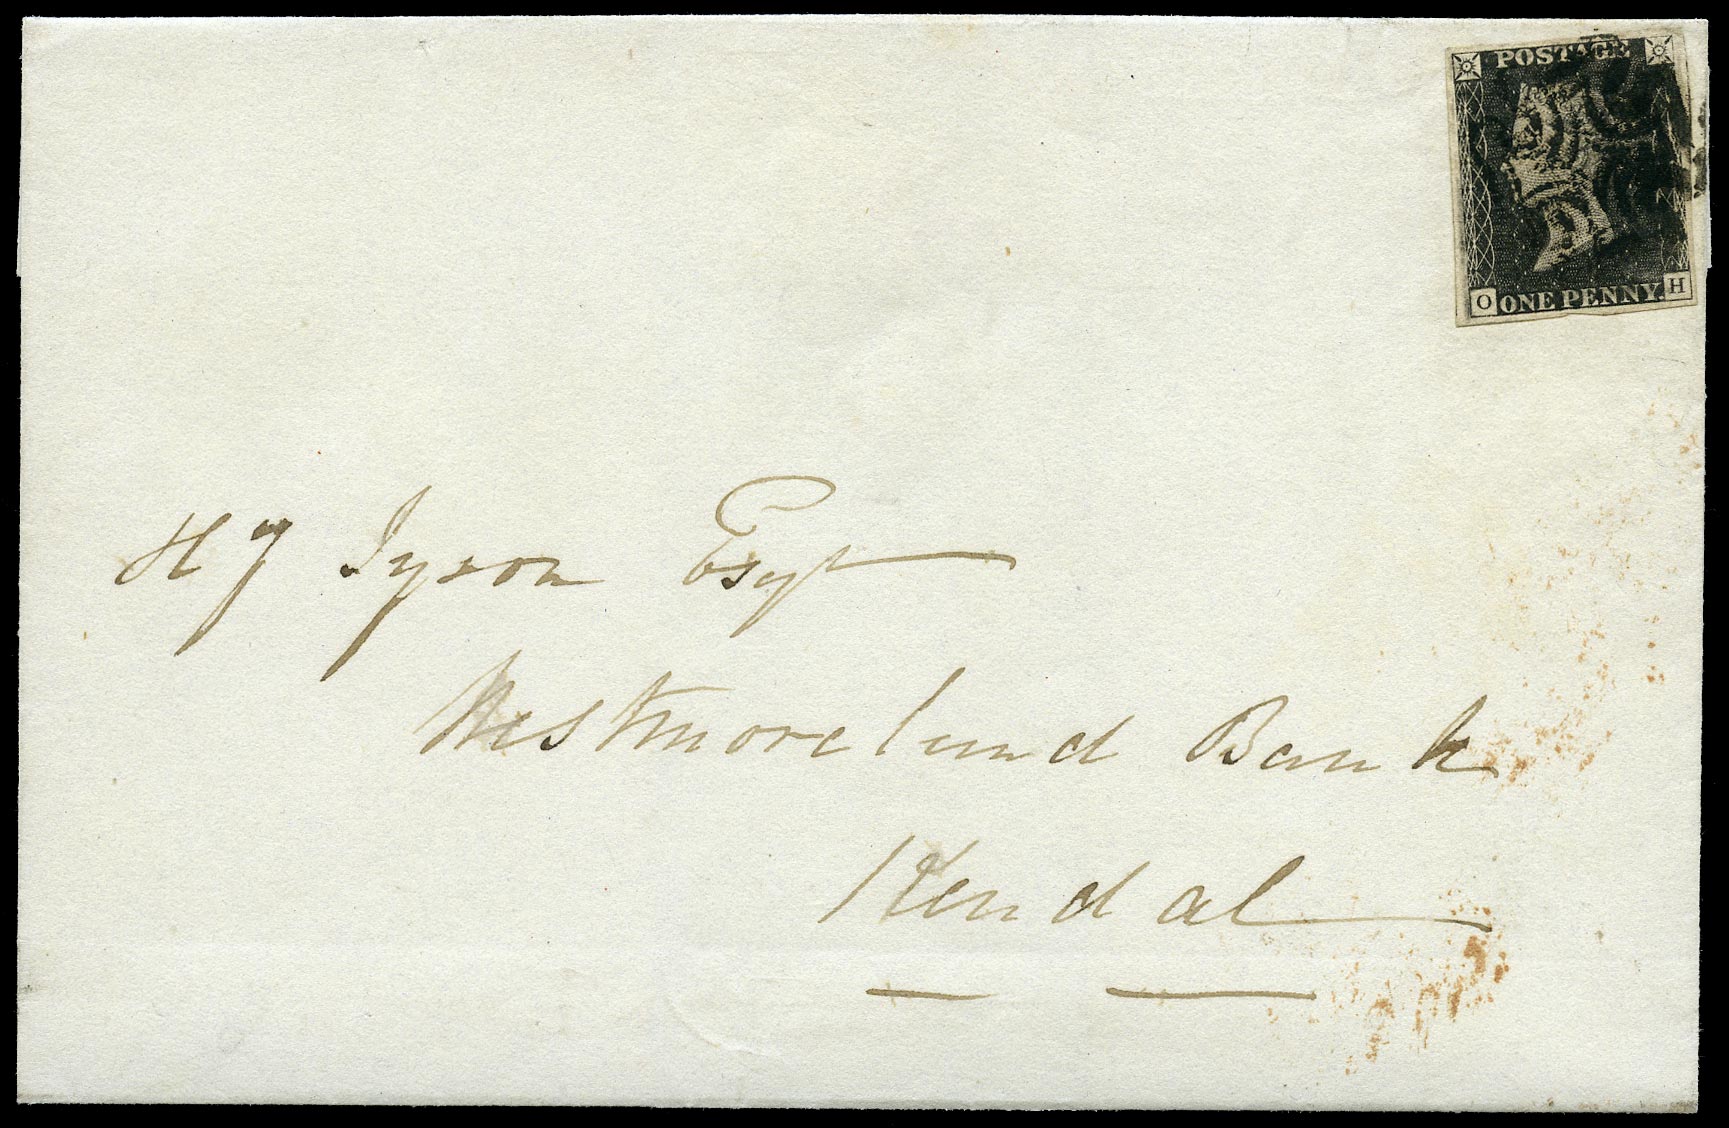 POSTAGE
O ONE PENNY. H
H J Tyson Esqr
Westmoreland Bank
Kendal